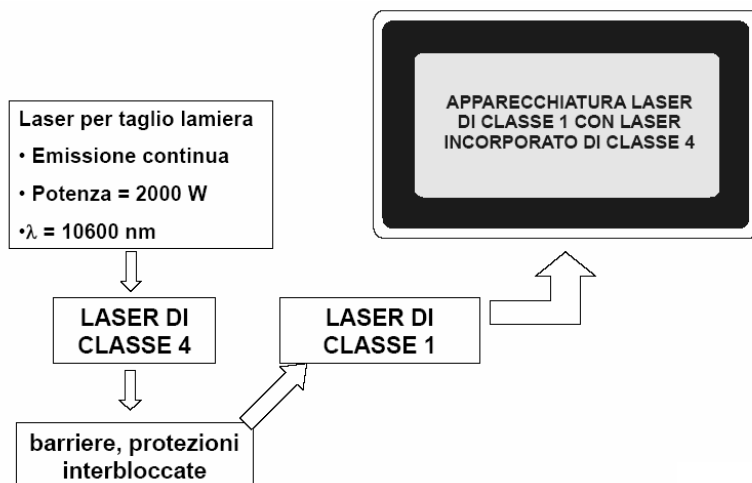 Laser per taglio lamiera
• Emissione continua
• Potenza = 2000 W
•λ = 10600 nm
LASER DI
CLASSE 4
barriere, protezioni
interbloccate
LASER DI
CLASSE 1
APPARECCHIATURA LASER
DI CLASSE 1 CON LASER
INCORPORATO DI CLASSE 4